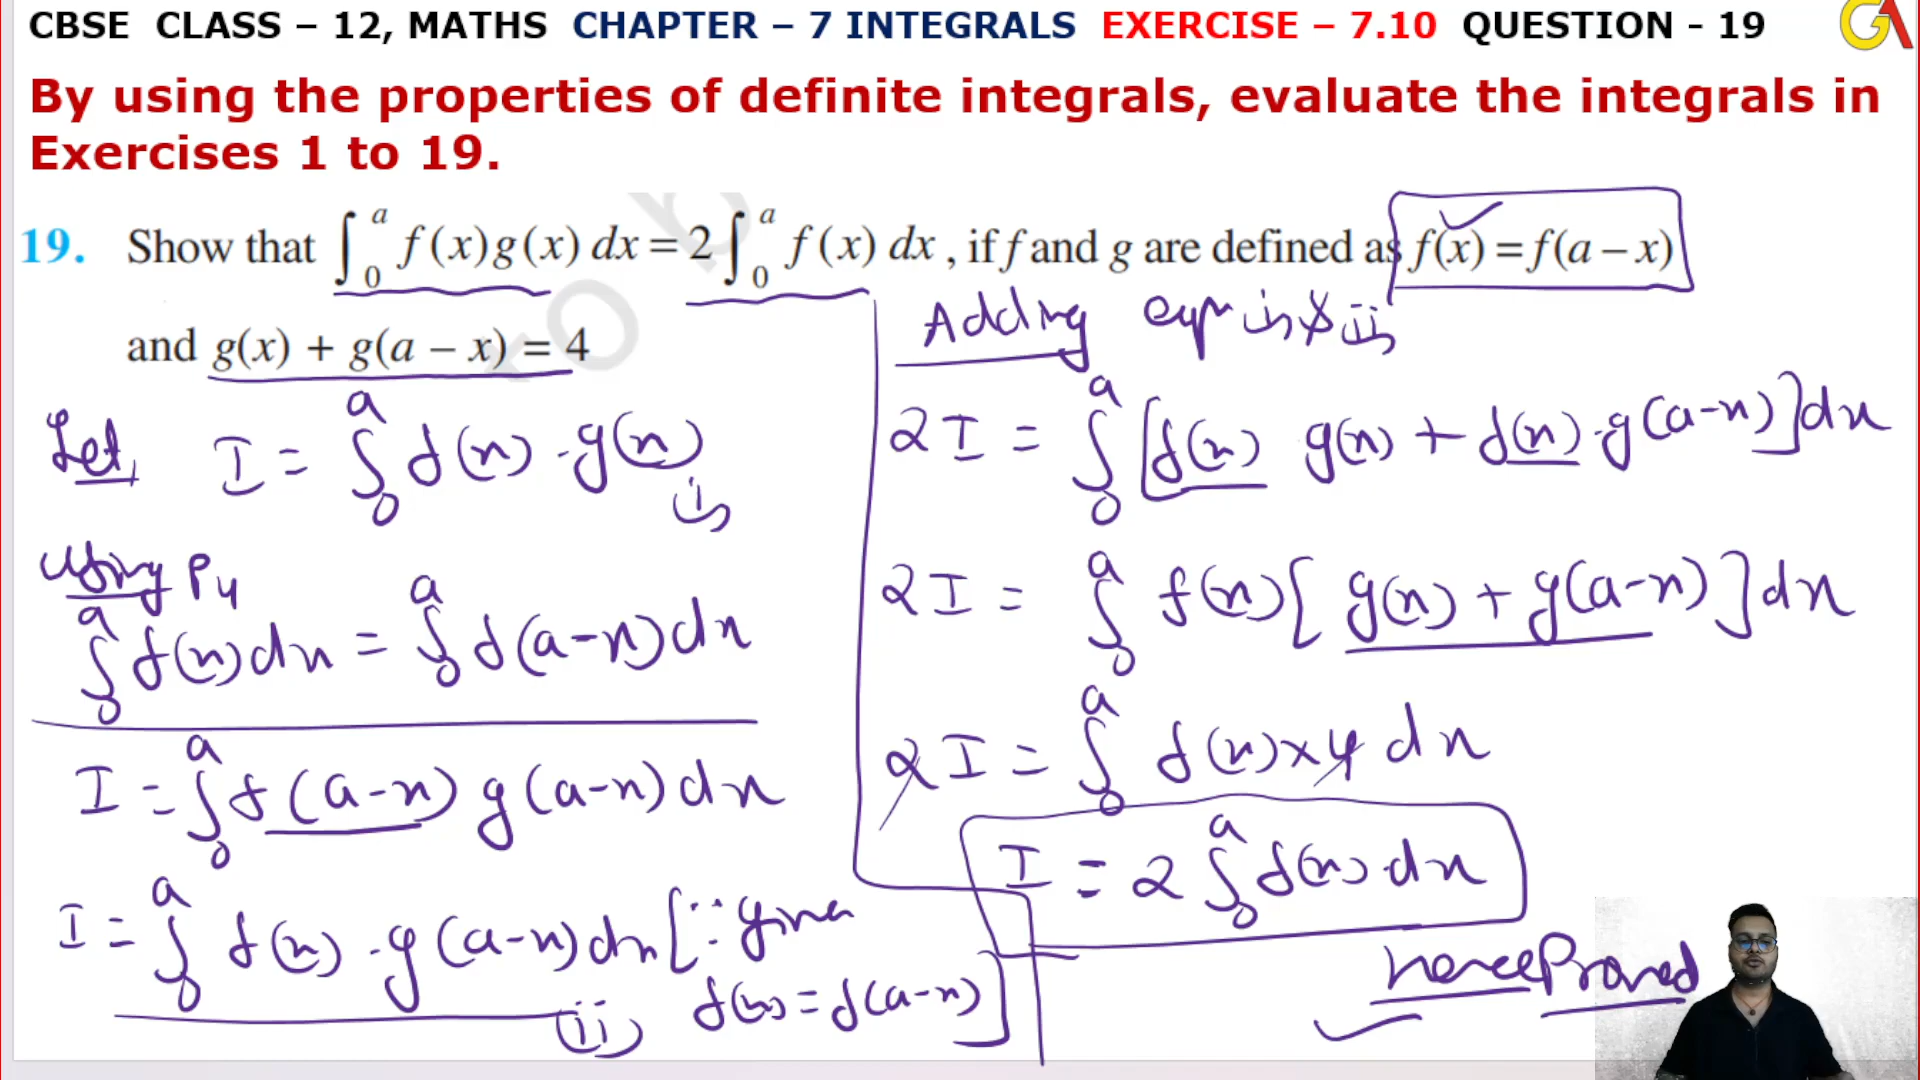 CBSE CLASS – 12, MATHS CHAPTER – 7 INTEGRALS EXERCISE – 7.10 QUESTION - 19
GA
By using the properties of definite integrals, evaluate the integrals in
Exercises 1 to 19.
19. Show that ∫₀ᵃ f(x)g(x) dx = 2∫₀ᵃ f(x) dx, if f and g are defined as f(x) = f(a – x)
and g(x) + g(a – x) = 4
Let, I = ∫₀ᵃ f(x)·g(x)
(i)
Using P4
∫₀ᵃ f(x)dx = ∫₀ᵃ f(a-x)dx
I = ∫₀ᵃ f(a-x) g(a-x)dx
I = ∫₀ᵃ f(x)·g(a-x)dx [∵ given
(ii) f(x) = f(a-x)]
Adding eqn (i) & (ii)
2I = ∫₀ᵃ [f(x) g(x) + f(x)·g(a-x)]dx
2I = ∫₀ᵃ f(x)[g(x) + g(a-x)]dx
2I = ∫₀ᵃ f(x)×4 dx
I = 2∫₀ᵃ f(x)dx
hence Proved